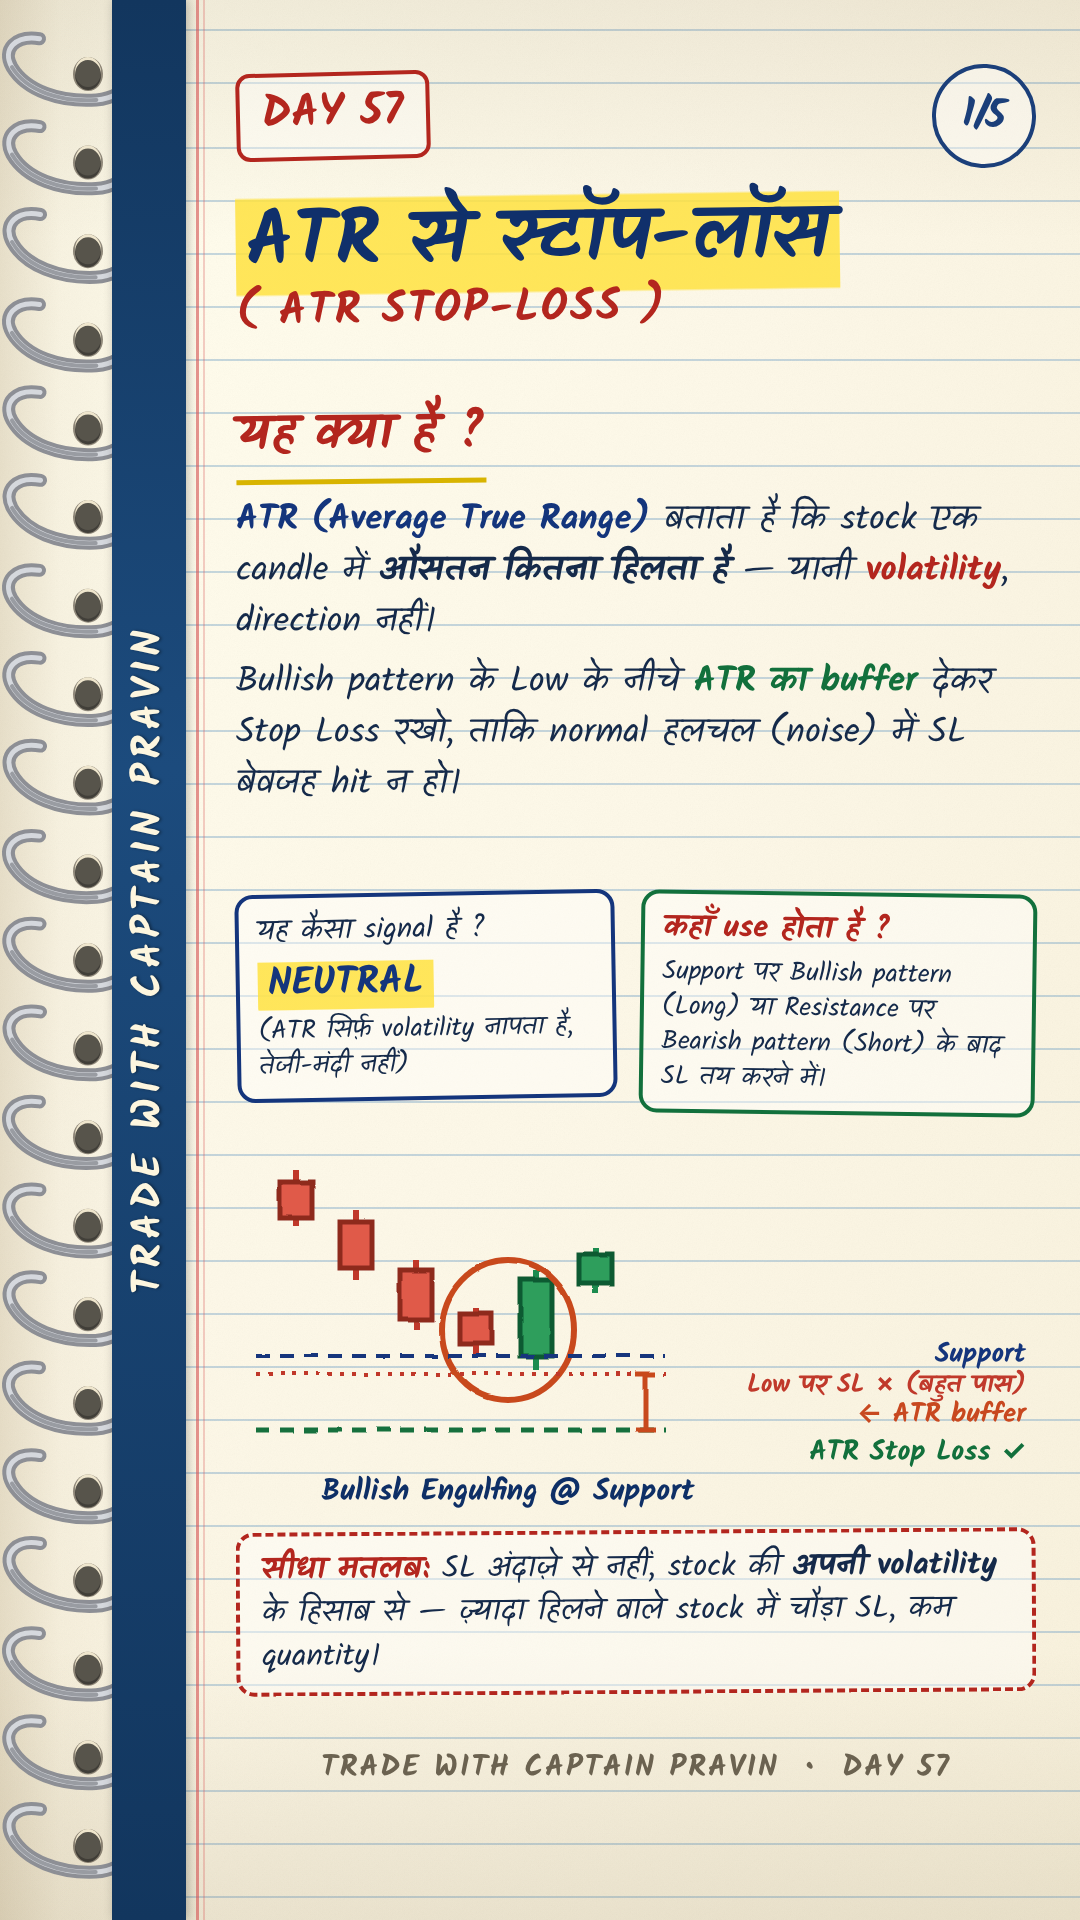 DAY 57
1/5
ATR से स्टॉप-लॉस
( ATR STOP-LOSS )
यह क्या है ?
ATR (Average True Range) बताता है कि stock एक
candle में औसतन कितना हिलता है — यानी volatility,
direction नहीं।
Bullish pattern के Low के नीचे ATR का buffer देकर
Stop Loss रखो, ताकि normal हलचल (noise) में SL
बेवजह hit न हो।
यह कैसा signal है ?
NEUTRAL
(ATR सिर्फ़ volatility नापता है,
तेजी-मंदी नहीं)
कहाँ use होता है ?
Support पर Bullish pattern
(Long) या Resistance पर
Bearish pattern (Short) के बाद
SL तय करने में।
Support
Low पर SL × (बहुत पास)
← ATR buffer
ATR Stop Loss ✓
Bullish Engulfing @ Support
सीधा मतलब: SL अंदाज़े से नहीं, stock की अपनी volatility
के हिसाब से — ज़्यादा हिलने वाले stock में चौड़ा SL, कम
quantity।
TRADE WITH CAPTAIN PRAVIN · DAY 57
TRADE WITH CAPTAIN PRAVIN